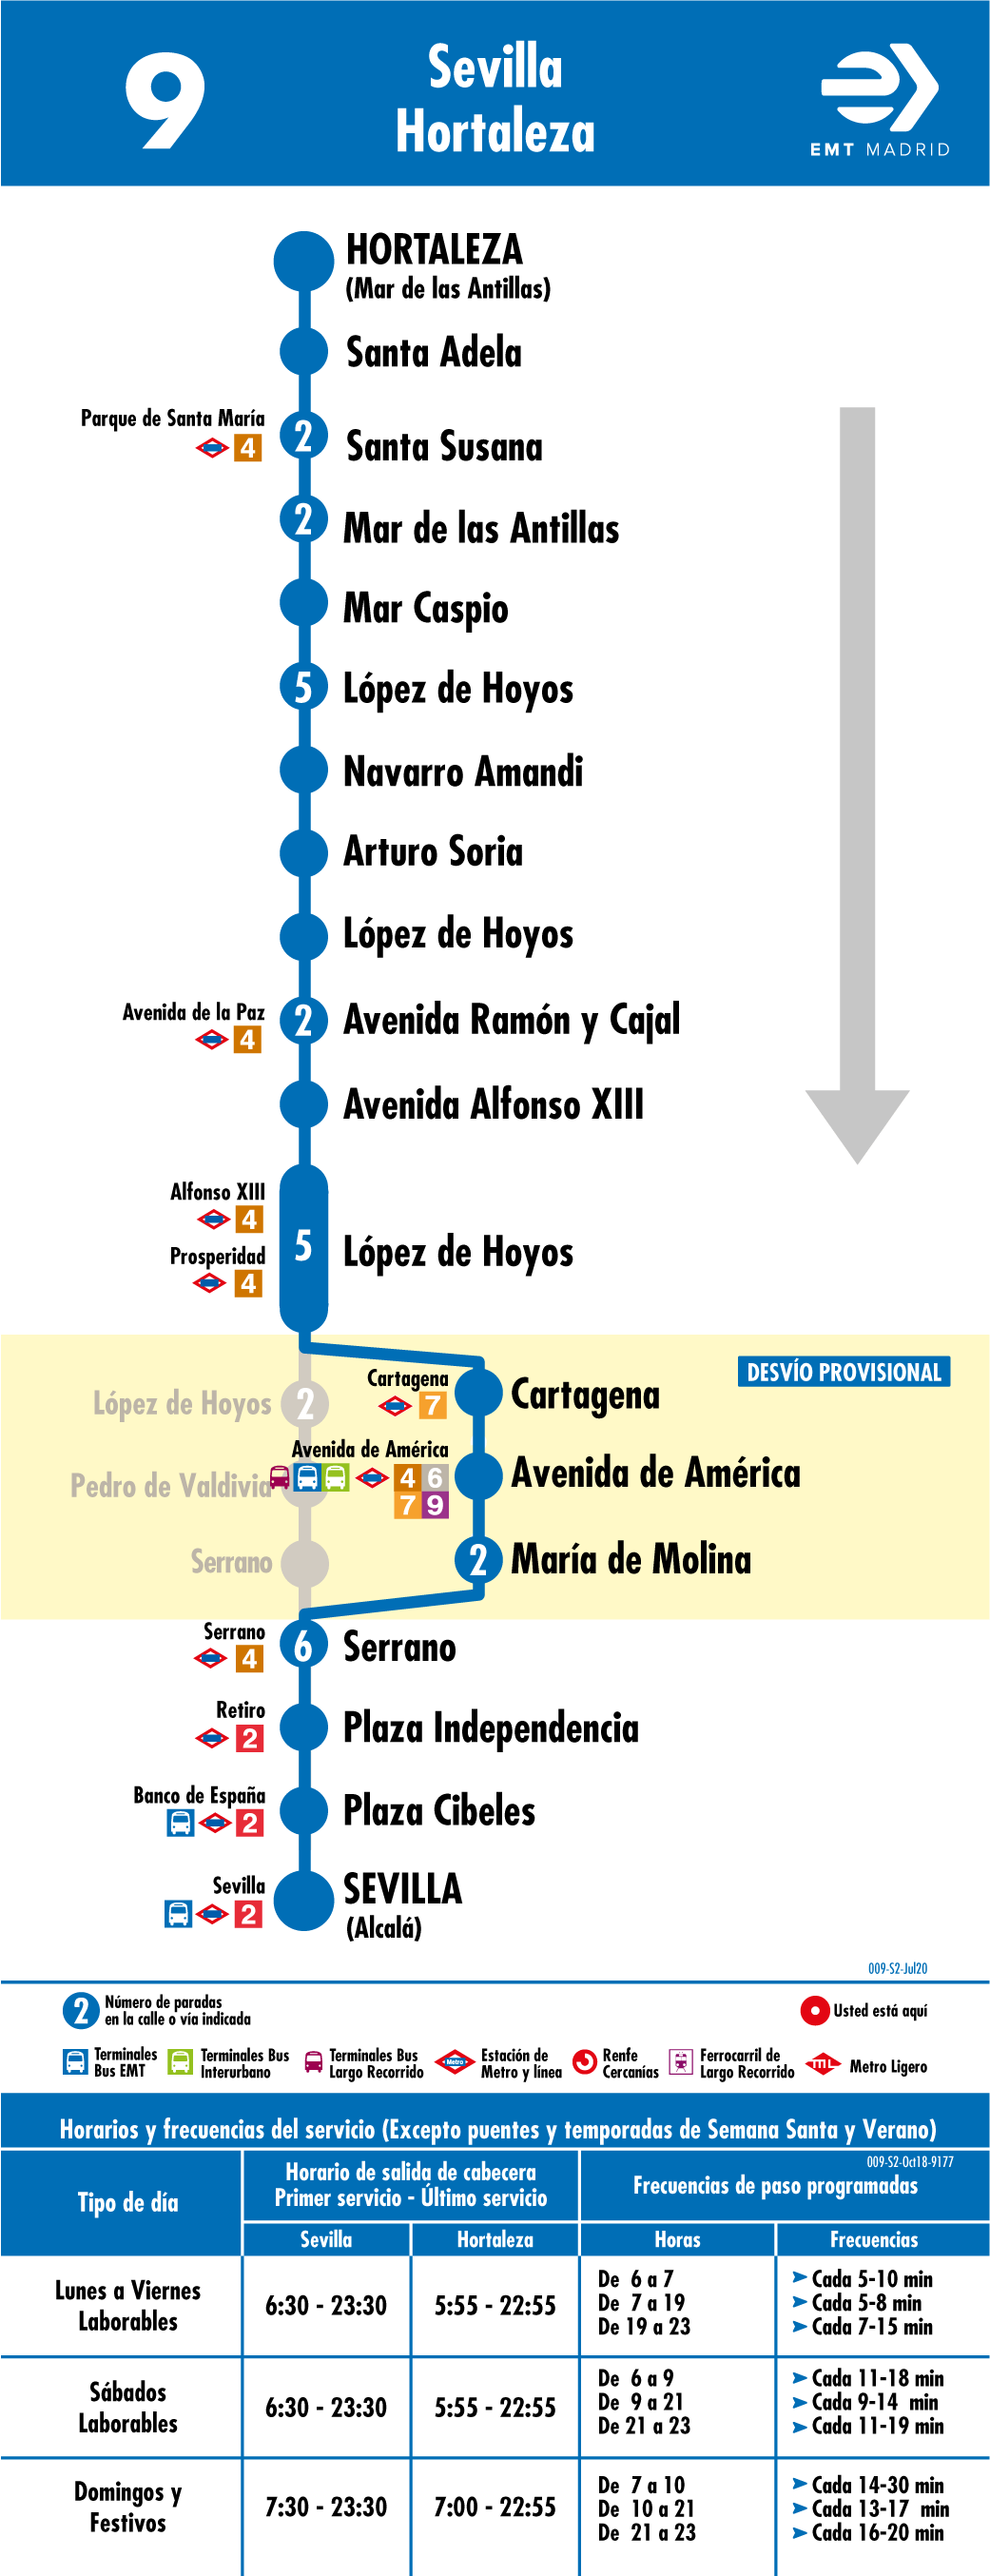 9
Sevilla
Hortaleza
EMT MADRID
HORTALEZA
(Mar de las Antillas)
Santa Adela
Parque de Santa María
4
2
Santa Susana
2
Mar de las Antillas
Mar Caspio
5
López de Hoyos
Navarro Amandi
Arturo Soria
López de Hoyos
Avenida de la Paz
4
2
Avenida Ramón y Cajal
Avenida Alfonso XIII
Alfonso XIII
4
Prosperidad
4
5
López de Hoyos
DESVÍO PROVISIONAL
López de Hoyos
2
Cartagena
7
Cartagena
Pedro de Valdivia
Avenida de América
4 6
7 9
Avenida de América
Serrano
2
María de Molina
Serrano
4
6
Serrano
Retiro
2
Plaza Independencia
Banco de España
2
Plaza Cibeles
Sevilla
2
SEVILLA
(Alcalá)
009-S2-Jul20
2
Número de paradas
en la calle o vía indicada
Usted está aquí
Terminales
Bus EMT
Terminales Bus
Interurbano
Terminales Bus
Largo Recorrido
Metro
Estación de
Metro y línea
Renfe
Cercanías
Ferrocarril de
Largo Recorrido
ML
Metro Ligero
Horarios y frecuencias del servicio (Excepto puentes y temporadas de Semana Santa y Verano)
009-S2-Oct18-9177
Tipo de día
Horario de salida de cabecera
Primer servicio - Último servicio
Frecuencias de paso programadas
Sevilla
Hortaleza
Horas
Frecuencias
Lunes a Viernes
Laborables
6:30 - 23:30
5:55 - 22:55
De 6 a 7
Cada 5-10 min
De 7 a 19
Cada 5-8 min
De 19 a 23
Cada 7-15 min
Sábados
Laborables
6:30 - 23:30
5:55 - 22:55
De 6 a 9
Cada 11-18 min
De 9 a 21
Cada 9-14 min
De 21 a 23
Cada 11-19 min
Domingos y
Festivos
7:30 - 23:30
7:00 - 22:55
De 7 a 10
Cada 14-30 min
De 10 a 21
Cada 13-17 min
De 21 a 23
Cada 16-20 min